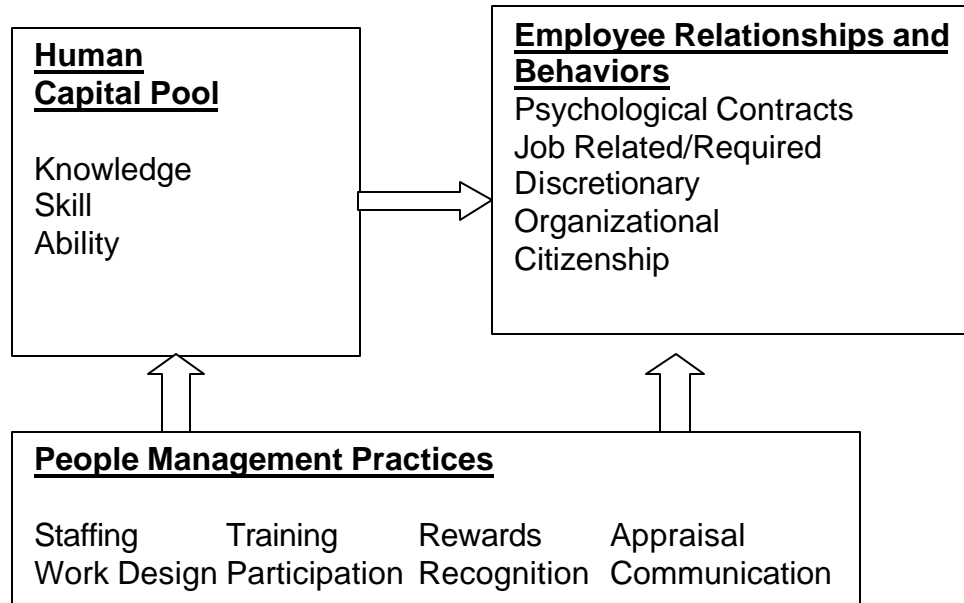 Human
Capital Pool
Knowledge
Skill
Ability
Employee Relationships and
Behaviors
Psychological Contracts
Job Related/Required
Discretionary
Organizational
Citizenship
People Management Practices
Staffing Training Rewards Appraisal
Work Design Participation Recognition Communication